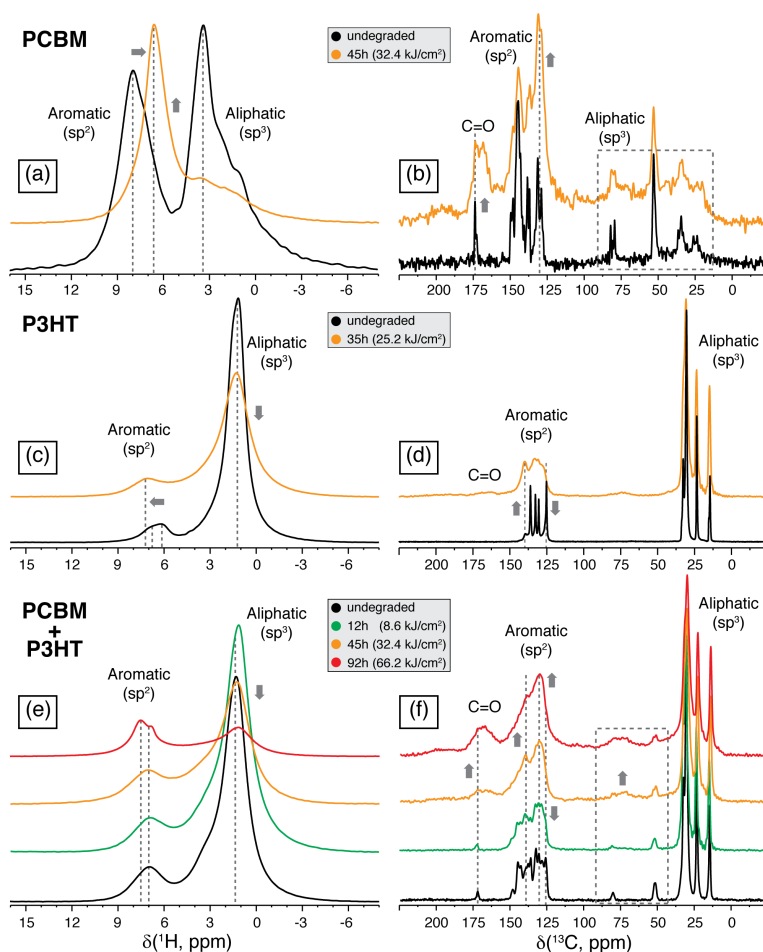 PCBM
undegraded
45h (32.4 kJ/cm²)
Aromatic
(sp²)
Aliphatic
(sp³)
(a)
15 12 9 6 3 0 -3 -6
Aromatic
(sp²)
C=O
Aliphatic
(sp³)
(b)
225 200 175 150 125 100 75 50 25 0
P3HT
undegraded
35h (25.2 kJ/cm²)
Aliphatic
(sp³)
Aromatic
(sp²)
(c)
15 12 9 6 3 0 -3 -6
Aliphatic
(sp³)
Aromatic
(sp²)
C=O
(d)
225 200 175 150 125 100 75 50 25 0
PCBM
+
P3HT
undegraded
12h (8.6 kJ/cm²)
45h (32.4 kJ/cm²)
92h (66.2 kJ/cm²)
Aliphatic
(sp³)
Aromatic
(sp²)
(e)
15 12 9 6 3 0 -3 -6
δ(¹H, ppm)
Aliphatic
(sp³)
Aromatic
(sp²)
C=O
(f)
225 200 175 150 125 100 75 50 25 0
δ(¹³C, ppm)